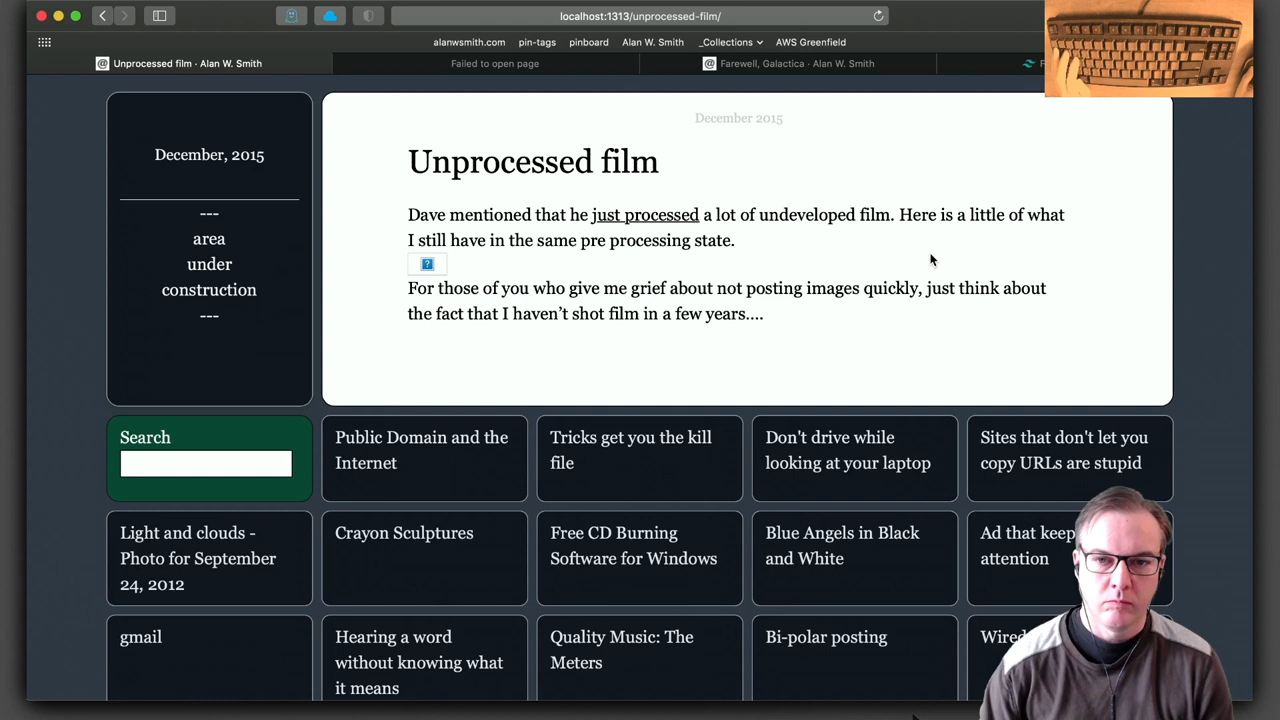 localhost:1313/unprocessed-film/
alanwsmith.com pin-tags pinboard Alan W. Smith _Collections AWS Greenfield
@ Unprocessed film · Alan W. Smith
Failed to open page
@ Farewell, Galactica · Alan W. Smith
December, 2015
---
area
under
construction
---
December 2015
Unprocessed film
Dave mentioned that he just processed a lot of undeveloped film. Here is a little of what
I still have in the same pre processing state.
?
For those of you who give me grief about not posting images quickly, just think about
the fact that I haven’t shot film in a few years....
Search
Public Domain and the
Internet
Tricks get you the kill
file
Don't drive while
looking at your laptop
Sites that don't let you
copy URLs are stupid
Light and clouds -
Photo for September
24, 2012
Crayon Sculptures
Free CD Burning
Software for Windows
Blue Angels in Black
and White
Ad that keep
attention
gmail
Hearing a word
without knowing what
it means
Quality Music: The
Meters
Bi-polar posting